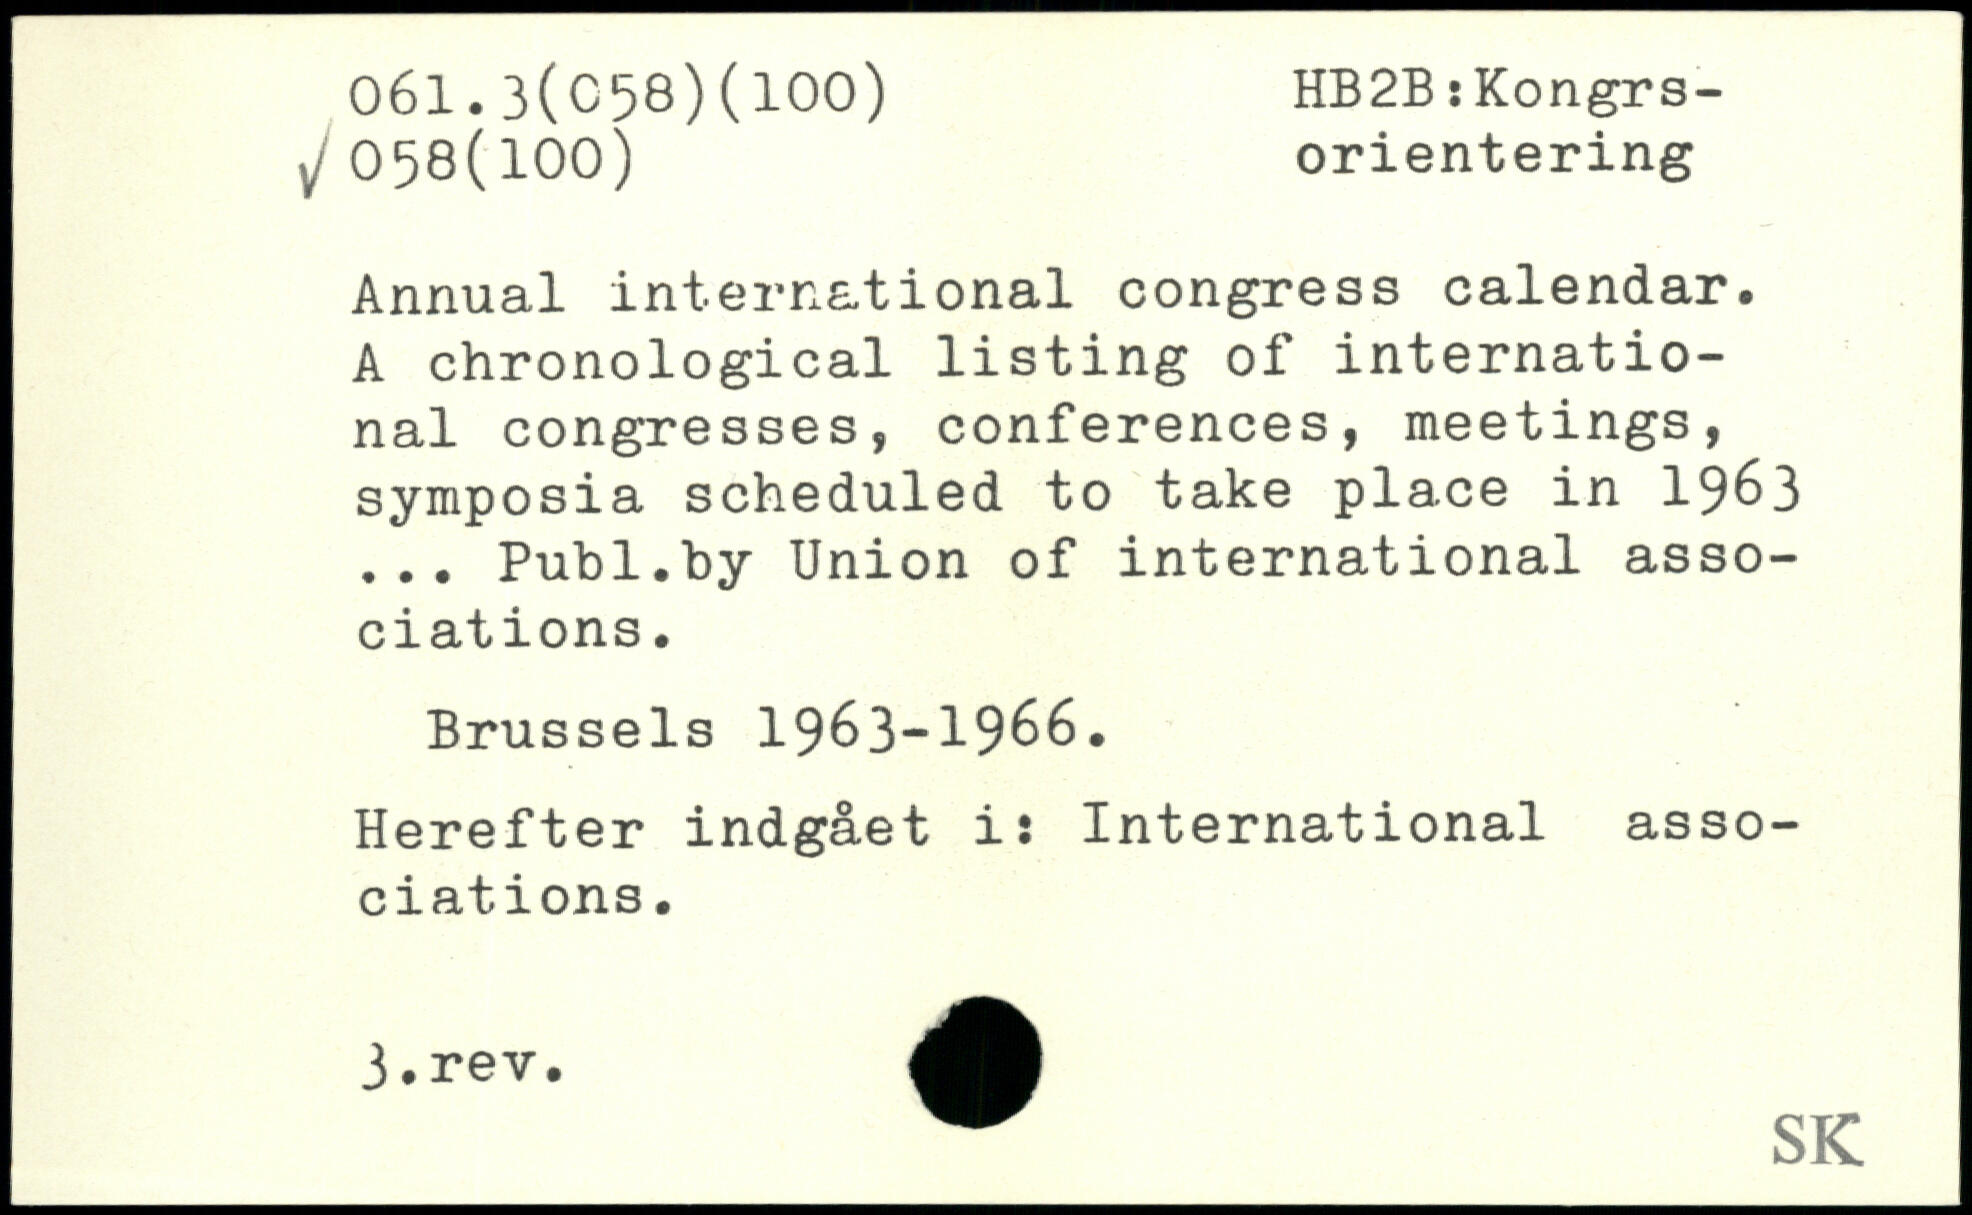 061.3(058)(100)
HB2B:Kongrs-
✓ 058(100)
orientering
Annual international congress calendar.
A chronological listing of internatio-
nal congresses, conferences, meetings,
symposia scheduled to take place in 1963
... Publ.by Union of international asso-
ciations.
Brussels 1963-1966.
Herefter indgået i: International asso-
ciations.
3.rev.
SK